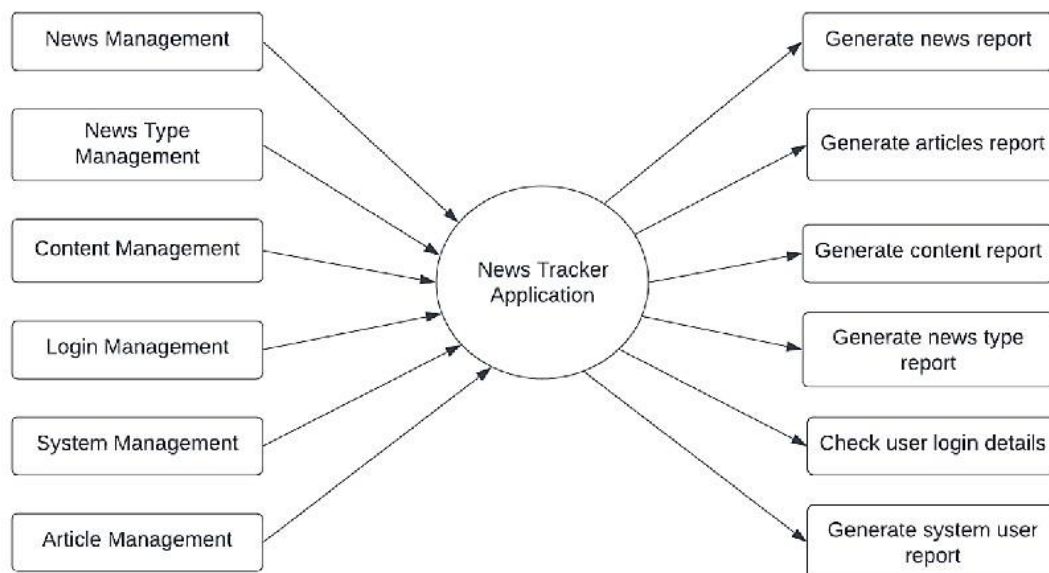 News Management
News Type
Management
Content Management
Login Management
System Management
Article Management
News Tracker
Application
Generate news report
Generate articles report
Generate content report
Generate news type
report
Check user login details
Generate system user
report